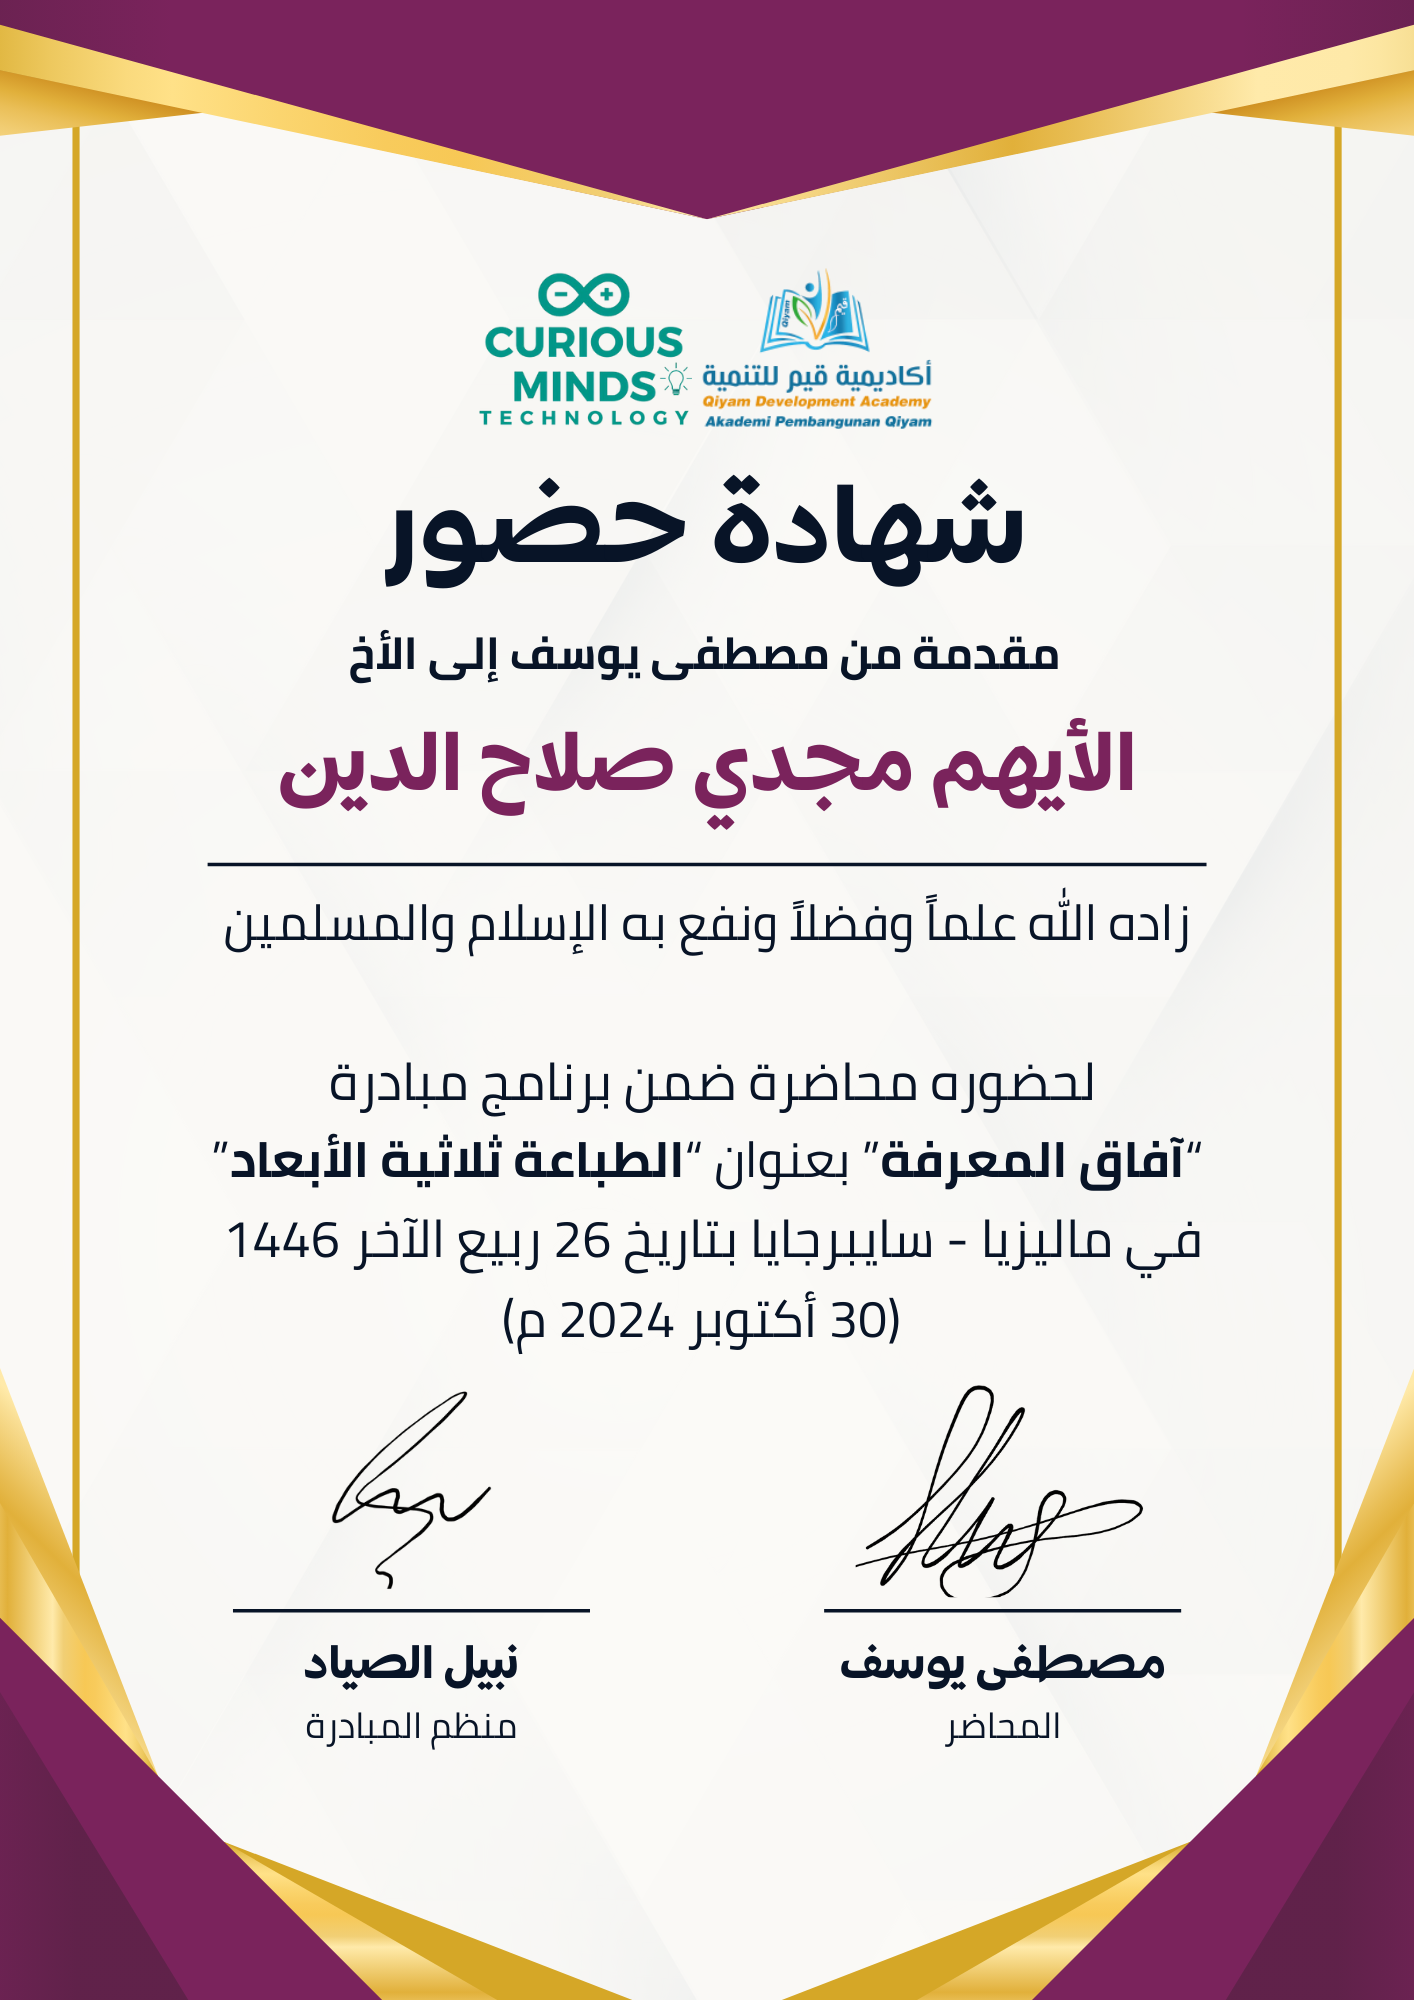 CURIOUS
MINDS
TECHNOLOGY
Qiyam
أكاديمية قيم للتنمية
Qiyam Development Academy
Akademi Pembangunan Qiyam
شهادة حضور
مقدمة من مصطفى يوسف إلى الأخ
الأيهم مجدي صلاح الدين
زاده الله علماً وفضلاً ونفع به الإسلام والمسلمين
لحضوره محاضرة ضمن برنامج مبادرة
“آفاق المعرفة” بعنوان “الطباعة ثلاثية الأبعاد”
في ماليزيا - سايبرجايا بتاريخ 26 ربيع الآخر 1446
(30 أكتوبر 2024 م)
مصطفى يوسف
المحاضر
نبيل الصياد
منظم المبادرة